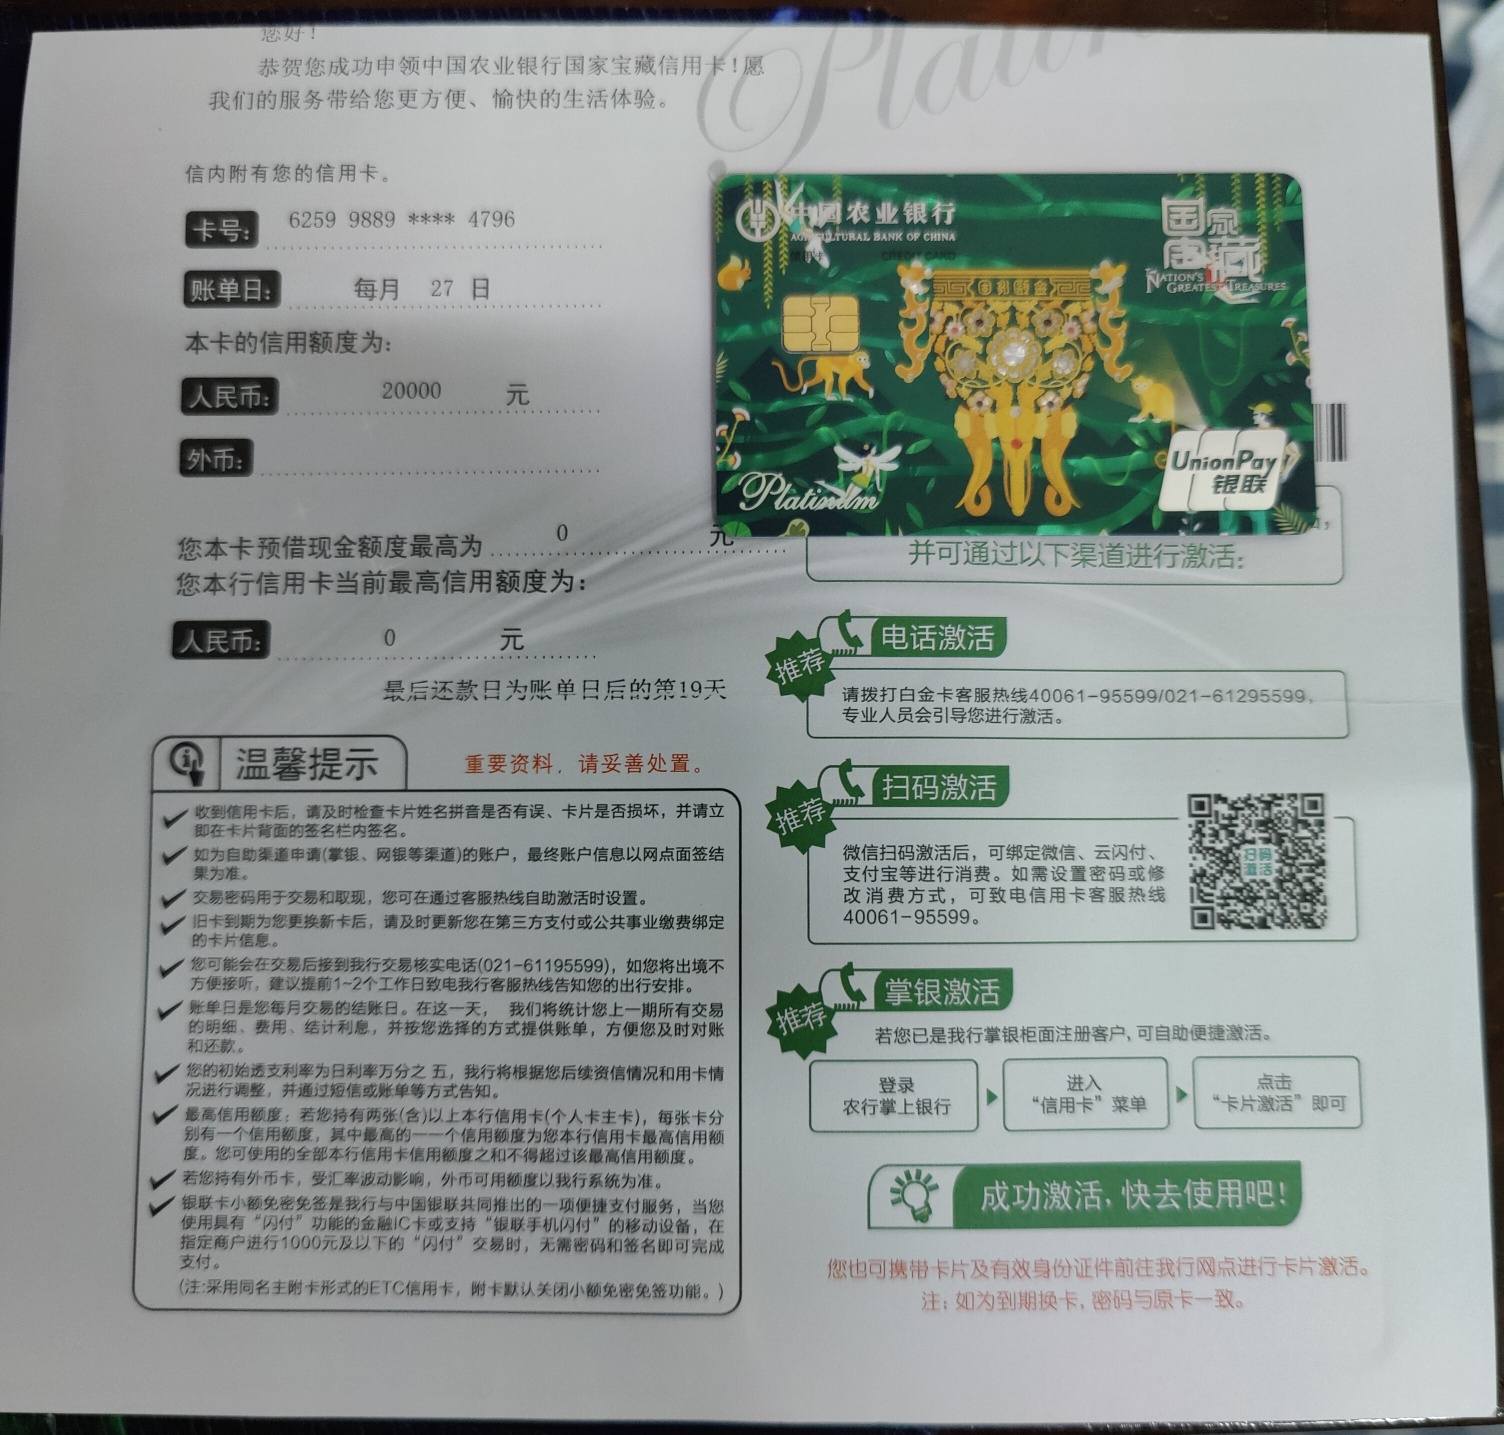 您好！
恭贺您成功申领中国农业银行国家宝藏信用卡！愿
我们的服务带给您更方便、愉快的生活体验。
Platin
信内附有您的信用卡。
卡号： 6259 9889 **** 4796
账单日： 每月 27 日
本卡的信用额度为：
人民币： 20000 元
外币：
您本卡预借现金额度最高为 0 元
您本行信用卡当前最高信用额度为：
人民币： 0 元
最后还款日为账单日后的第19天
中国农业银行
AGRICULTURAL BANK OF CHINA
信用卡 CREDIT CARD
国家宝藏
NATION'S GREATEST TREASURES
Platinum
UnionPay
银联
温馨提示
重要资料，请妥善处置。
收到信用卡后，请及时检查卡片姓名拼音是否有误、卡片是否损坏，并请立
即在卡片背面的签名栏内签名。
如为自助渠道申请(掌银、网银等渠道)的账户，最终账户信息以网点面签结
果为准。
交易密码用于交易和取现，您可在通过客服热线自助激活时设置。
旧卡到期为您更换新卡后，请及时更新您在第三方支付或公共事业缴费绑定
的卡片信息。
您可能会在交易后接到我行交易核实电话(021-61195599)，如您将出境不
方便接听，建议提前1~2个工作日致电我行客服热线告知您的出行安排。
账单日是您每月交易的结账日。在这一天， 我们将统计您上一期所有交易
的明细、费用、结计利息，并按您选择的方式提供账单，方便您及时对账
和还款。
您的初始透支利率为日利率万分之 五，我行将根据您后续资信情况和用卡情
况进行调整，并通过短信或账单等方式告知。
最高信用额度：若您持有两张(含)以上本行信用卡(个人卡主卡)，每张卡分
别有一个信用额度，其中最高的一一个信用额度为您本行信用卡最高信用额
度。您可使用的全部本行信用卡信用额度之和不得超过该最高信用额度。
若您持有外币卡，受汇率波动影响，外币可用额度以我行系统为准。
银联卡小额免密免签是我行与中国银联共同推出的一项便捷支付服务，当您
使用具有“闪付”功能的金融IC卡或支持“银联手机闪付”的移动设备，在
指定商户进行1000元及以下的“闪付”交易时，无需密码和签名即可完成
支付。
(注:采用同名主附卡形式的ETC信用卡，附卡默认关闭小额免密免签功能。)
并可通过以下渠道进行激活：
推荐 电话激活
请拨打白金卡客服热线40061-95599/021-61295599，
专业人员会引导您进行激活。
推荐 扫码激活
微信扫码激活后，可绑定微信、云闪付、
支付宝等进行消费。如需设置密码或修
改消费方式，可致电信用卡客服热线
40061-95599。
扫码
激活
推荐 掌银激活
若您已是我行掌银柜面注册客户,可自助便捷激活。
登录
农行掌上银行
进入
“信用卡”菜单
点击
“卡片激活”即可
成功激活，快去使用吧！
您也可携带卡片及有效身份证件前往我行网点进行卡片激活。
注：如为到期换卡，密码与原卡一致。